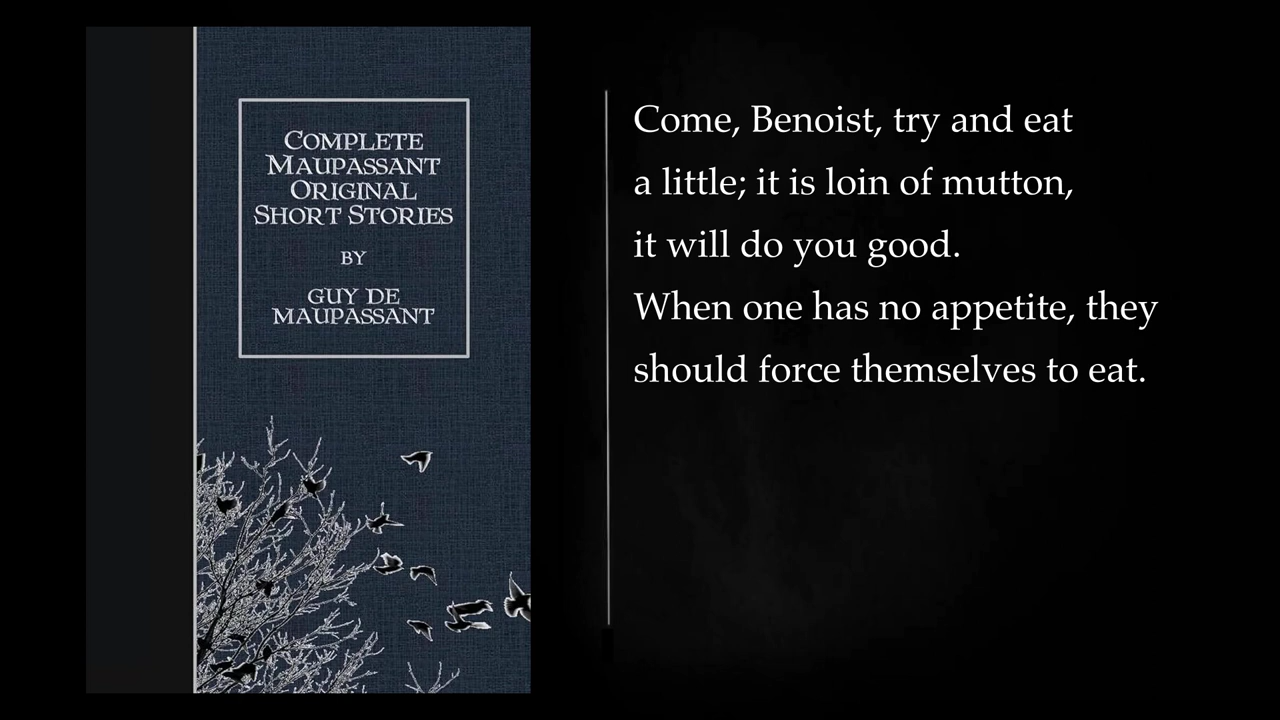 COMPLETE
MAUPASSANT
ORIGINAL
SHORT STORIES
BY
GUY DE
MAUPASSANT
Come, Benoist, try and eat
a little; it is loin of mutton,
it will do you good.
When one has no appetite, they
should force themselves to eat.